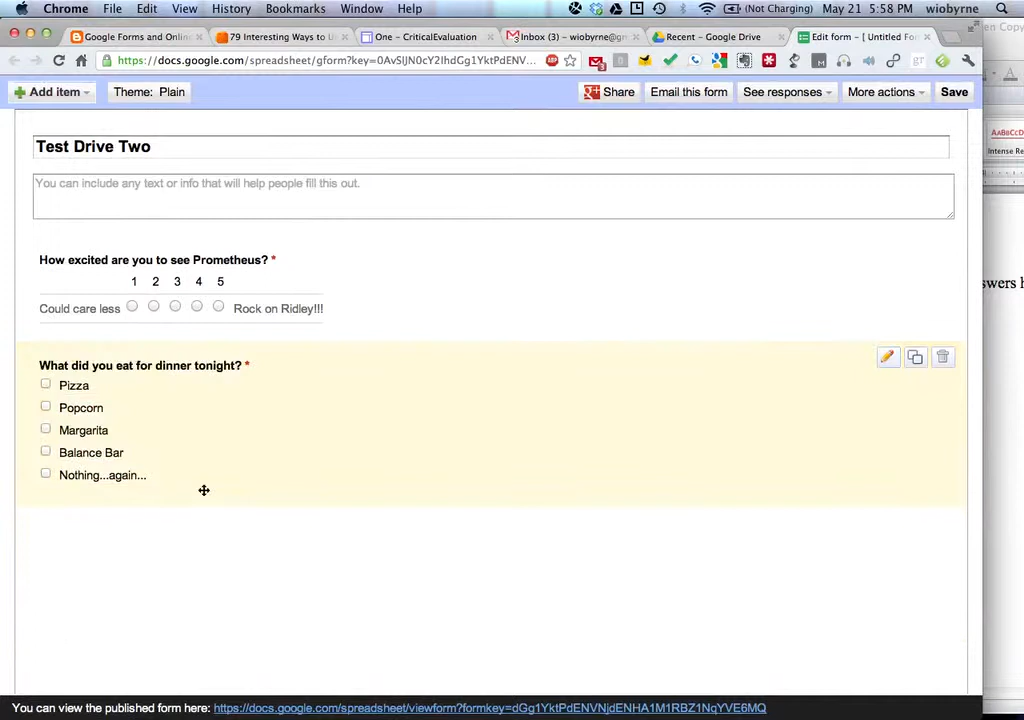 Chrome File Edit View History Bookmarks Window Help (Not Charging) May 21 5:58 PM wiobyrne
Google Forms and Onlin 79 Interesting Ways to U One – CriticalEvaluation Inbox (3) – wiobyrne@gm Recent – Google Drive Edit form – [ Untitled Fo
https://docs.google.com/spreadsheet/gform?key=0AvSlJN0cY2IhdGg1YktPdENV...
Add item Theme: Plain Share Email this form See responses More actions Save
AaBbCcD
Intense Re
Test Drive Two
You can include any text or info that will help people fill this out.
How excited are you to see Prometheus? *
1 2 3 4 5
Could care less Rock on Ridley!!!
swers h
What did you eat for dinner tonight? *
Pizza
Popcorn
Margarita
Balance Bar
Nothing...again...
You can view the published form here: https://docs.google.com/spreadsheet/viewform?formkey=dGg1YktPdENVNjdENHA1M1RBZ1NqYVE6MQ